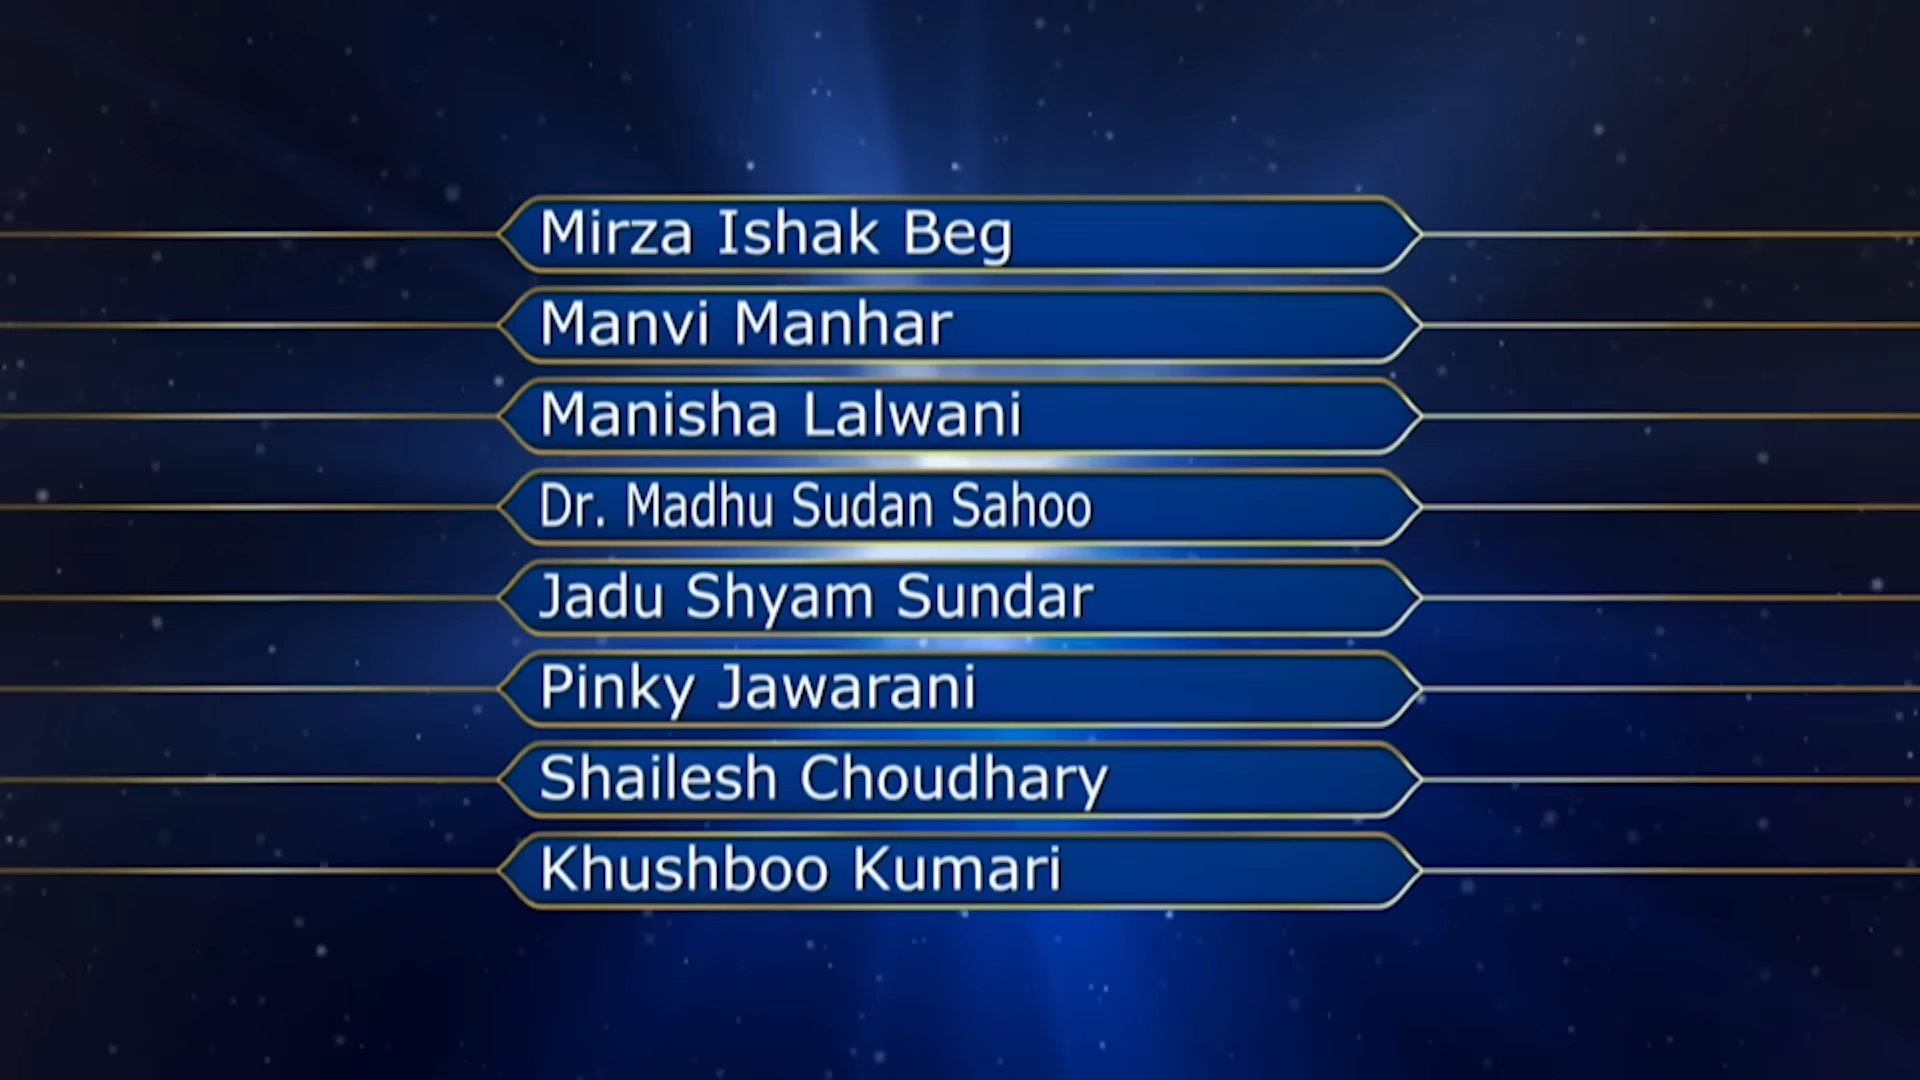 Mirza Ishak Beg
Manvi Manhar
Manisha Lalwani
Dr. Madhu Sudan Sahoo
Jadu Shyam Sundar
Pinky Jawarani
Shailesh Choudhary
Khushboo Kumari